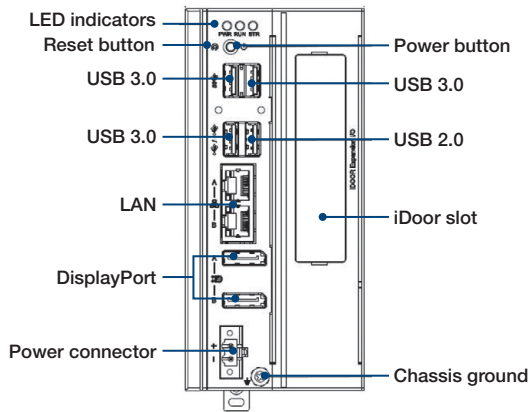 LED indicators
PWR RUN BTR
Reset button
Power button
USB 3.0
USB 3.0
USB 3.0
USB 2.0
A
B
LAN
iDOOR Expansion I/O
iDoor slot
A
B
DisplayPort
+
−
Power connector
Chassis ground